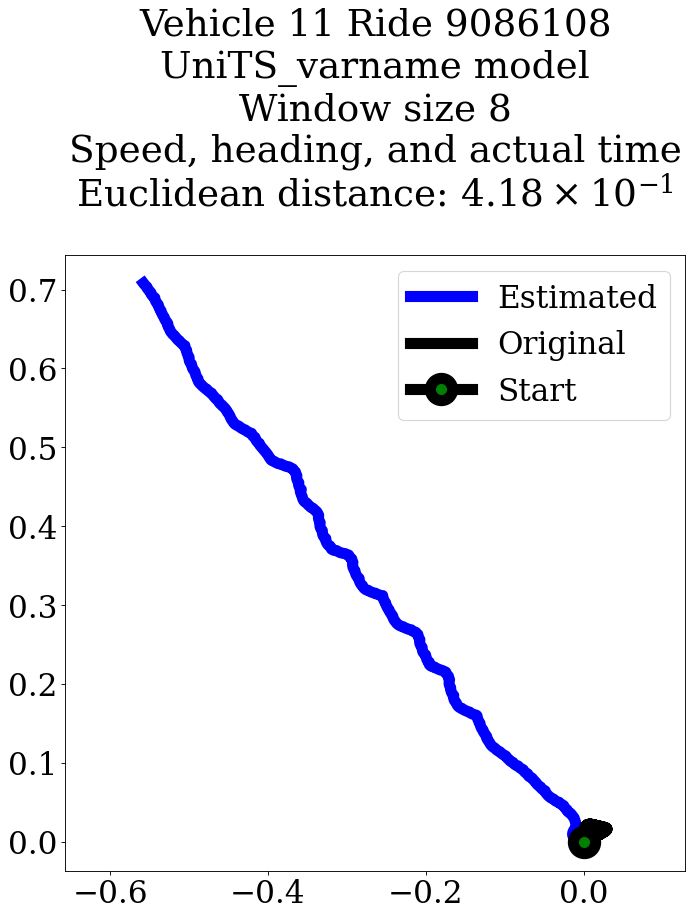 Vehicle 11 Ride 9086108
UniTS_varname model
Window size 8
Speed, heading, and actual time
Euclidean distance: 4.18 × 10⁻¹
Estimated
Original
Start
0.7
0.6
0.5
0.4
0.3
0.2
0.1
0.0
−0.6 −0.4 −0.2 0.0